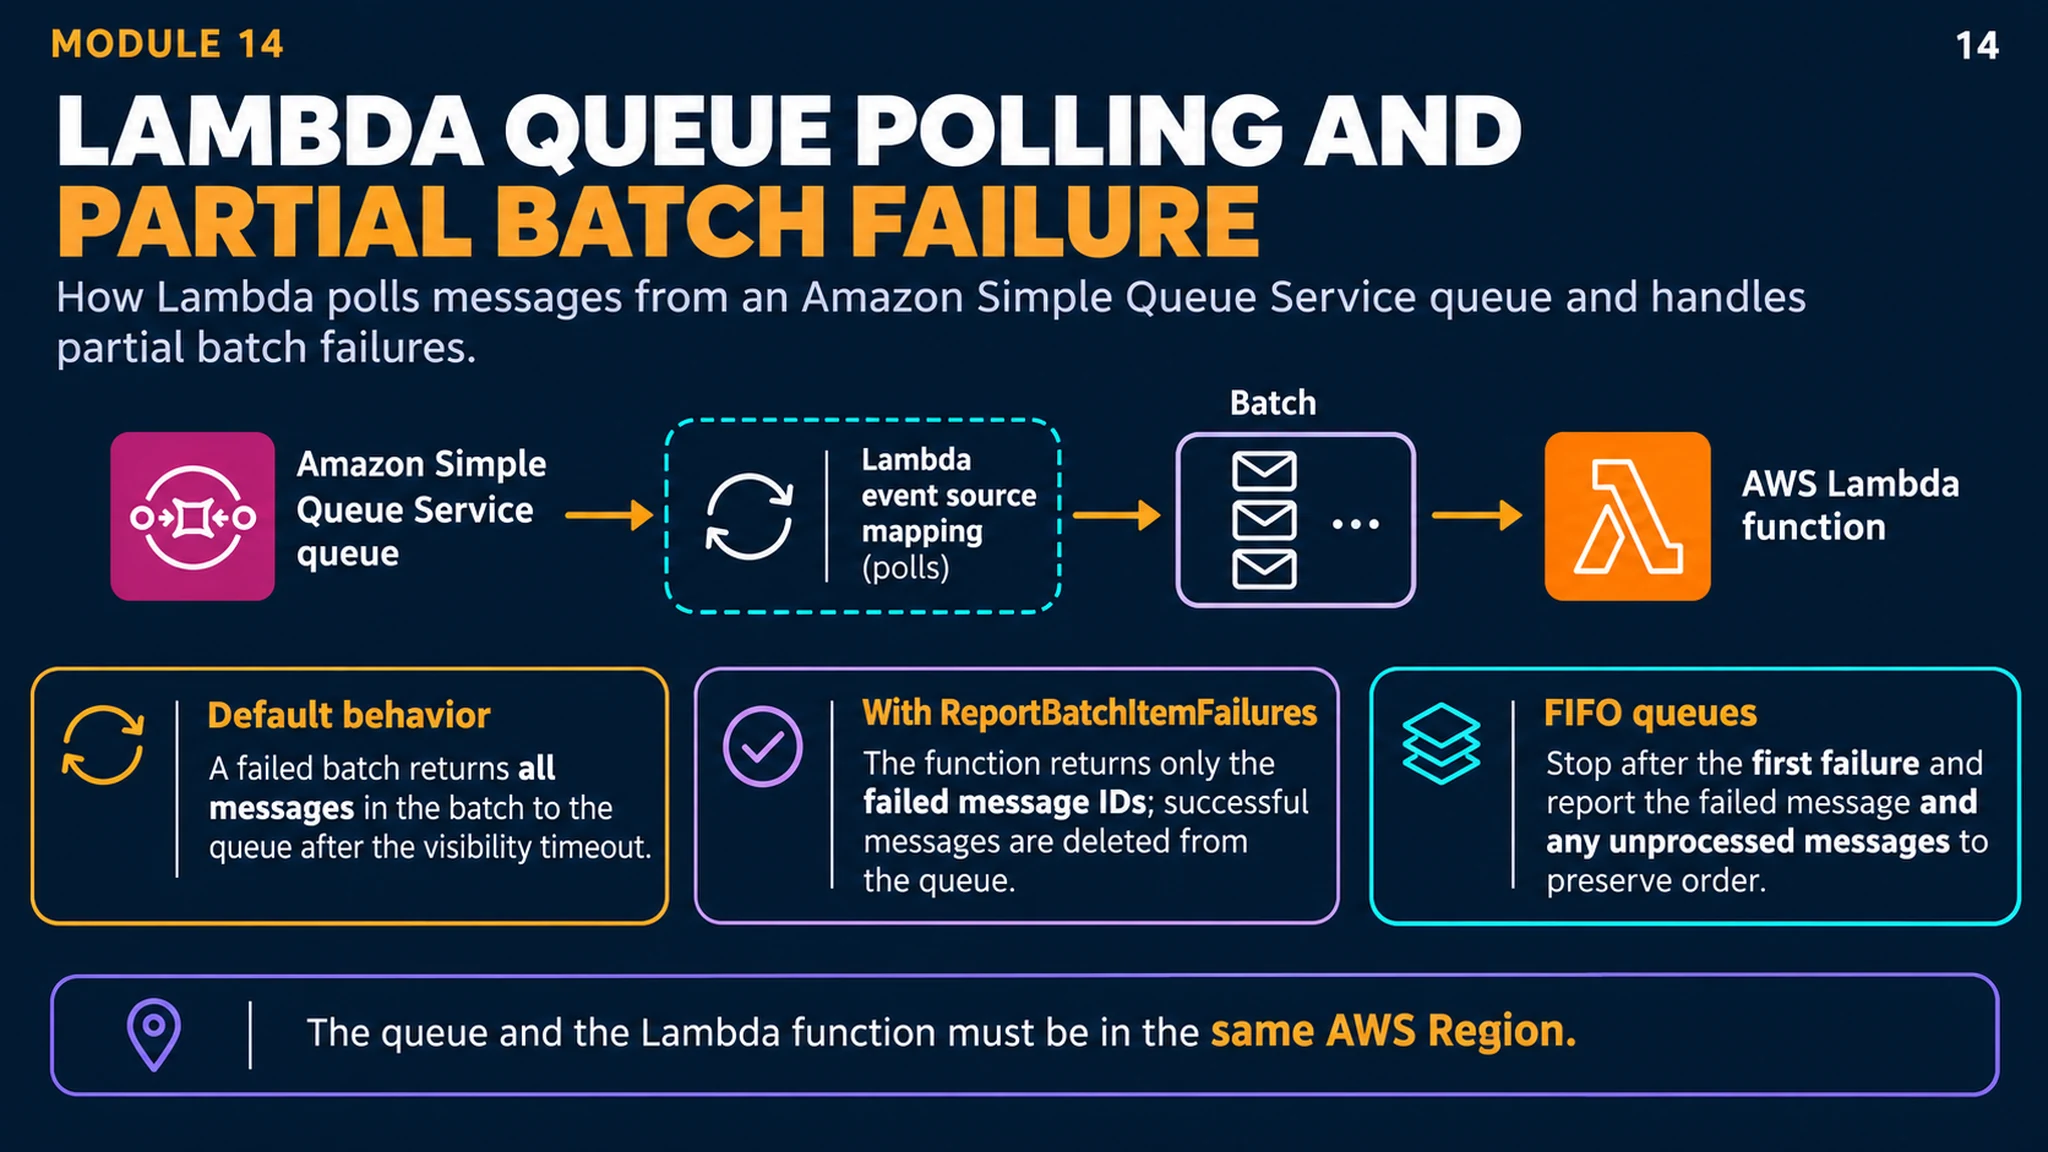 MODULE 14
14
LAMBDA QUEUE POLLING AND
PARTIAL BATCH FAILURE
How Lambda polls messages from an Amazon Simple Queue Service queue and handles
partial batch failures.
Amazon Simple
Queue Service
queue
Lambda
event source
mapping
(polls)
Batch
...
AWS Lambda
function
Default behavior
A failed batch returns all
messages in the batch to the
queue after the visibility timeout.
With ReportBatchItemFailures
The function returns only the
failed message IDs; successful
messages are deleted from
the queue.
FIFO queues
Stop after the first failure and
report the failed message and
any unprocessed messages to
preserve order.
The queue and the Lambda function must be in the same AWS Region.